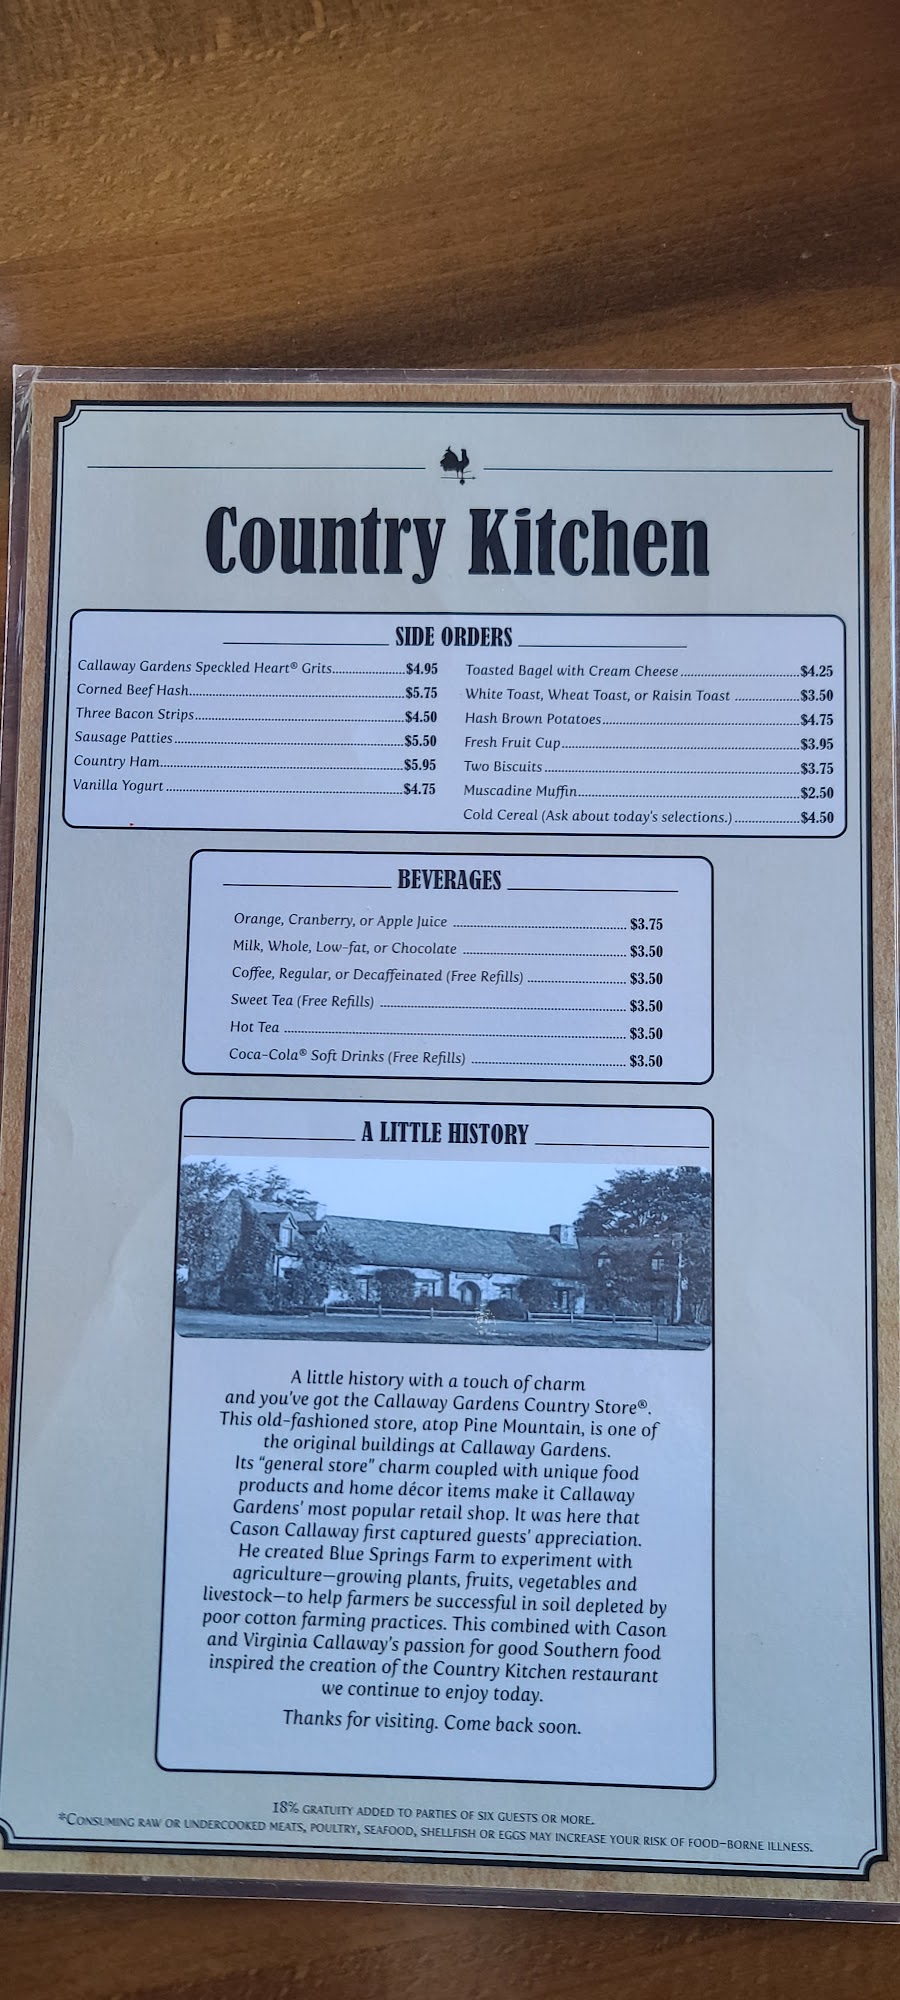 Country Kitchen
SIDE ORDERS
Callaway Gardens Speckled Heart® Grits.....................$4.95
Corned Beef Hash.....................$5.75
Three Bacon Strips.....................$4.50
Sausage Patties.....................$5.50
Country Ham.....................$5.95
Vanilla Yogurt.....................$4.75
Toasted Bagel with Cream Cheese.....................$4.25
White Toast, Wheat Toast, or Raisin Toast.....................$3.50
Hash Brown Potatoes.....................$4.75
Fresh Fruit Cup.....................$3.95
Two Biscuits.....................$3.75
Muscadine Muffin.....................$2.50
Cold Cereal (Ask about today's selections.).....................$4.50
BEVERAGES
Orange, Cranberry, or Apple Juice.....................$3.75
Milk, Whole, Low-fat, or Chocolate.....................$3.50
Coffee, Regular, or Decaffeinated (Free Refills).....................$3.50
Sweet Tea (Free Refills).....................$3.50
Hot Tea.....................$3.50
Coca-Cola® Soft Drinks (Free Refills).....................$3.50
A LITTLE HISTORY
A little history with a touch of charm
and you've got the Callaway Gardens Country Store®.
This old-fashioned store, atop Pine Mountain, is one of
the original buildings at Callaway Gardens.
Its "general store" charm coupled with unique food
products and home décor items make it Callaway
Gardens' most popular retail shop. It was here that
Cason Callaway first captured guests' appreciation.
He created Blue Springs Farm to experiment with
agriculture—growing plants, fruits, vegetables and
livestock—to help farmers be successful in soil depleted by
poor cotton farming practices. This combined with Cason
and Virginia Callaway's passion for good Southern food
inspired the creation of the Country Kitchen restaurant
we continue to enjoy today.
Thanks for visiting. Come back soon.
18% GRATUITY ADDED TO PARTIES OF SIX GUESTS OR MORE.
*CONSUMING RAW OR UNDERCOOKED MEATS, POULTRY, SEAFOOD, SHELLFISH OR EGGS MAY INCREASE YOUR RISK OF FOOD-BORNE ILLNESS.